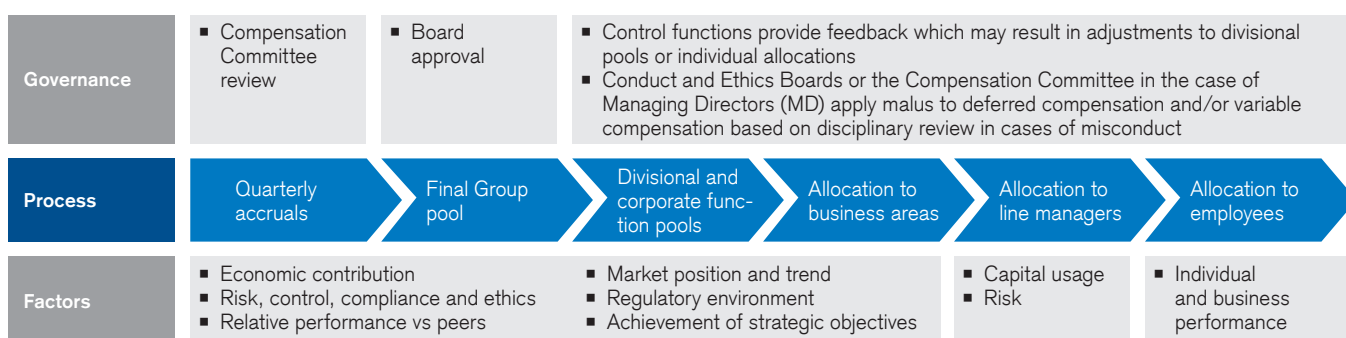 Governance
▪ Compensation
Committee
review
▪ Board
approval
▪ Control functions provide feedback which may result in adjustments to divisional
pools or individual allocations
▪ Conduct and Ethics Boards or the Compensation Committee in the case of
Managing Directors (MD) apply malus to deferred compensation and/or variable
compensation based on disciplinary review in cases of misconduct
Process
Quarterly
accruals
Final Group
pool
Divisional and
corporate func-
tion pools
Allocation to
business areas
Allocation to
line managers
Allocation to
employees
Factors
▪ Economic contribution
▪ Risk, control, compliance and ethics
▪ Relative performance vs peers
▪ Market position and trend
▪ Regulatory environment
▪ Achievement of strategic objectives
▪ Capital usage
▪ Risk
▪ Individual
and business
performance